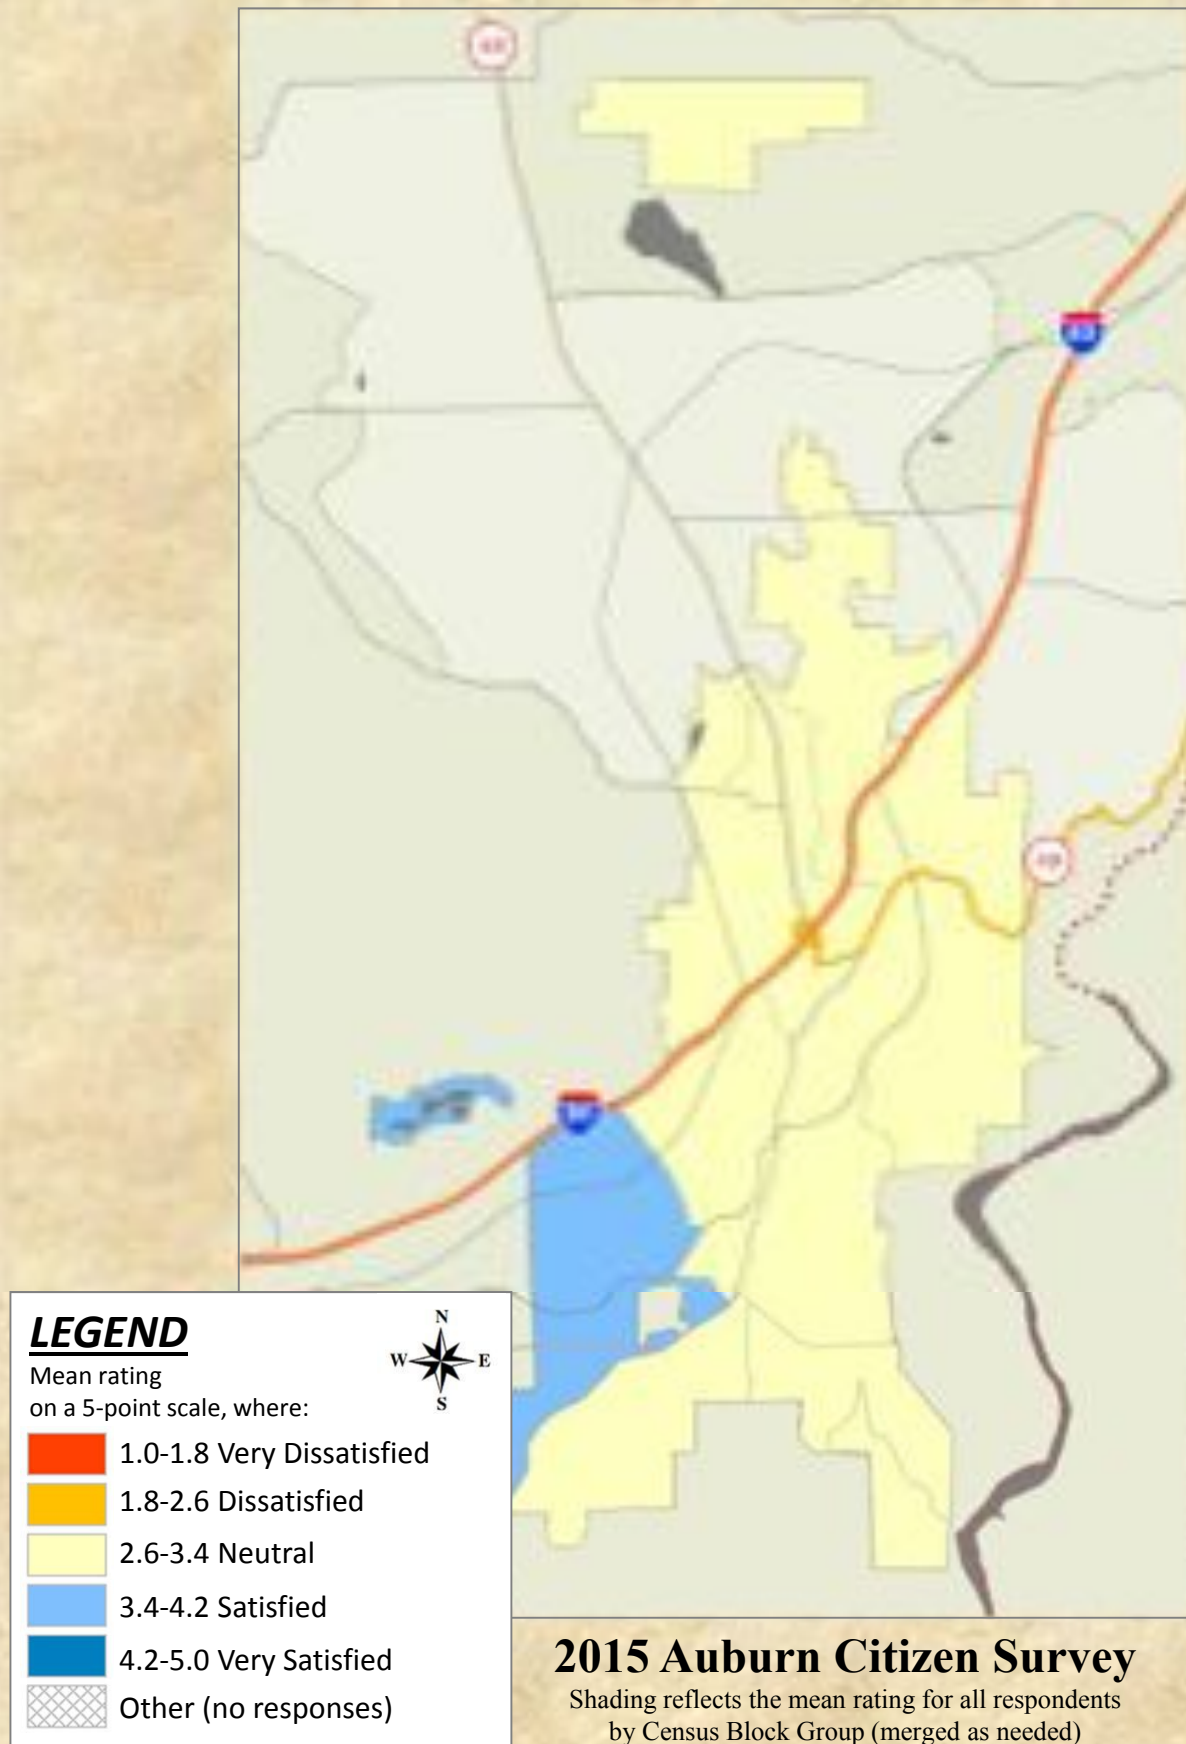 LEGEND
Mean rating
on a 5-point scale, where:
N
W
E
S
1.0-1.8 Very Dissatisfied
1.8-2.6 Dissatisfied
2.6-3.4 Neutral
3.4-4.2 Satisfied
4.2-5.0 Very Satisfied
Other (no responses)
2015 Auburn Citizen Survey
Shading reflects the mean rating for all respondents
by Census Block Group (merged as needed)